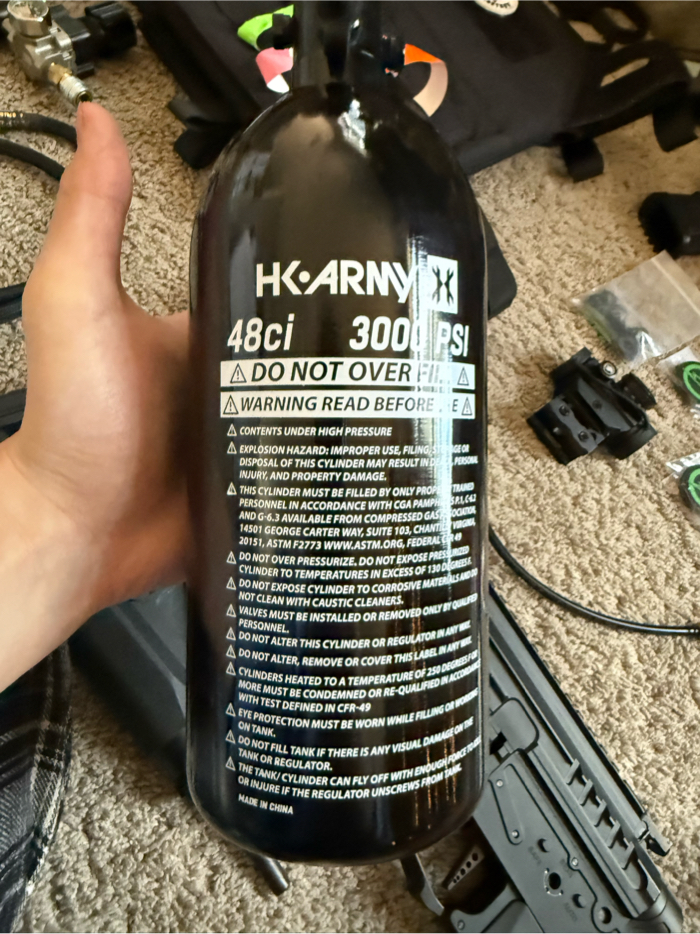 HK•ARMY
48ci 3000 PSI
⚠ DO NOT OVER FILL ⚠
⚠ WARNING READ BEFORE USE ⚠
⚠ CONTENTS UNDER HIGH PRESSURE
⚠ EXPLOSION HAZARD: IMPROPER USE, FILING, STORAGE OR
DISPOSAL OF THIS CYLINDER MAY RESULT IN DEATH, PERSONAL
INJURY, AND PROPERTY DAMAGE.
⚠ THIS CYLINDER MUST BE FILLED BY ONLY PROPERLY TRAINED
PERSONNEL IN ACCORDANCE WITH CGA PAMPHLETS P.1, C-6.2
AND G-6.3 AVAILABLE FROM COMPRESSED GAS ASSOCIATION,
14501 GEORGE CARTER WAY, SUITE 103, CHANTILLY VIRGINIA,
20151, ASTM F2773 WWW.ASTM.ORG, FEDERAL CFR 49
⚠ DO NOT OVER PRESSURIZE. DO NOT EXPOSE PRESSURIZED
CYLINDER TO TEMPERATURES IN EXCESS OF 130 DEGREES F.
⚠ DO NOT EXPOSE CYLINDER TO CORROSIVE MATERIALS AND DO
NOT CLEAN WITH CAUSTIC CLEANERS.
⚠ VALVES MUST BE INSTALLED OR REMOVED ONLY BY QUALIFIED
PERSONNEL.
⚠ DO NOT ALTER THIS CYLINDER OR REGULATOR IN ANY WAY.
⚠ DO NOT ALTER, REMOVE OR COVER THIS LABEL IN ANY WAY.
⚠ CYLINDERS HEATED TO A TEMPERATURE OF 250 DEGREES F OR
MORE MUST BE CONDEMNED OR RE-QUALIFIED IN ACCORDANCE
WITH TEST DEFINED IN CFR-49
⚠ EYE PROTECTION MUST BE WORN WHILE FILLING OR WORKING
ON TANK.
⚠ DO NOT FILL TANK IF THERE IS ANY VISUAL DAMAGE ON THE
TANK OR REGULATOR.
⚠ THE TANK/ CYLINDER CAN FLY OFF WITH ENOUGH FORCE TO
OR INJURE IF THE REGULATOR UNSCREWS FROM TANK.
MADE IN CHINA